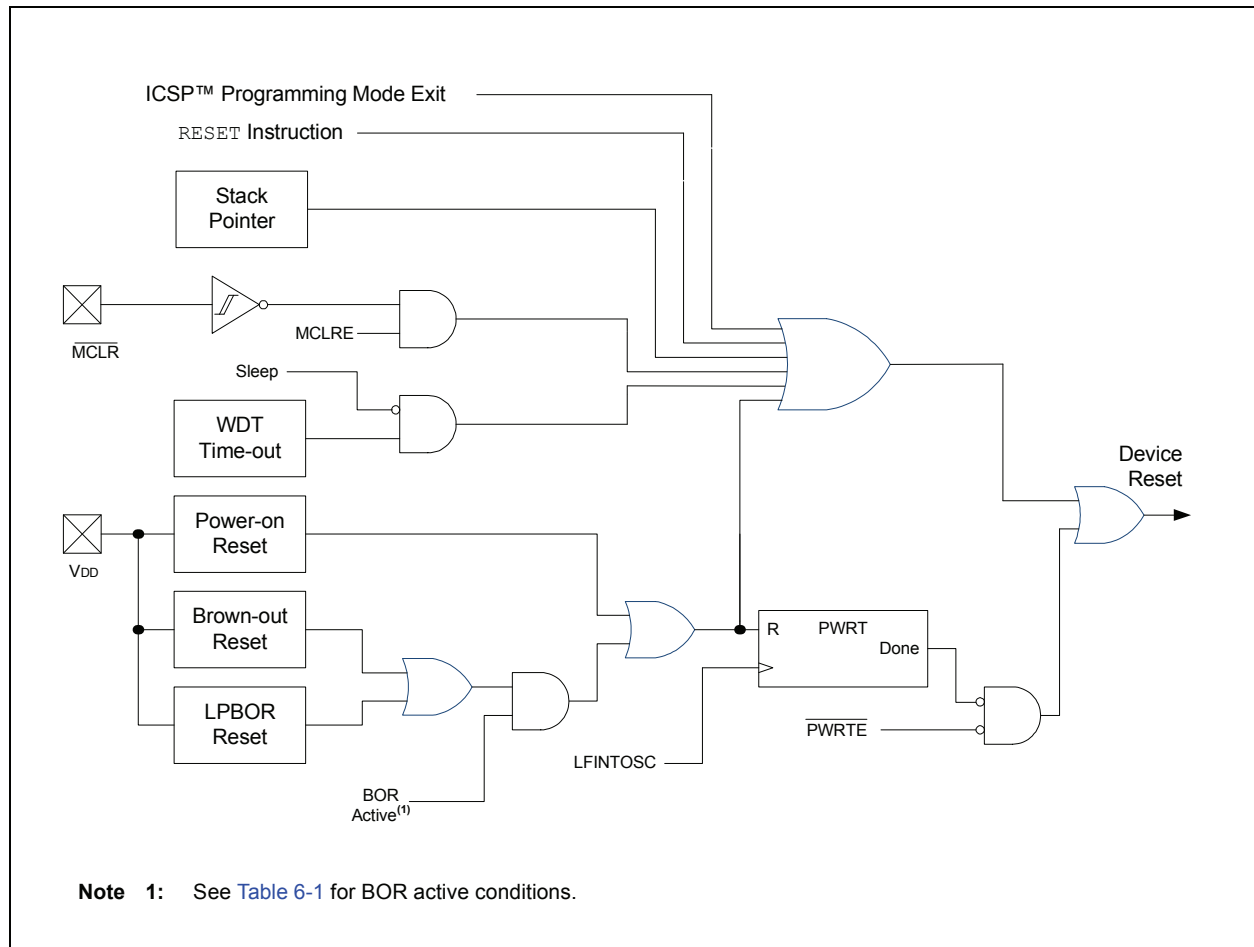 ICSP™ Programming Mode Exit
RESET Instruction
Stack
Pointer
MCLR
MCLRE
Sleep
WDT
Time-out
VDD
Power-on
Reset
Brown-out
Reset
LPBOR
Reset
BOR
Active(1)
R
PWRT
Done
LFINTOSC
PWRTE
Device
Reset
Note 1: See Table 6-1 for BOR active conditions.